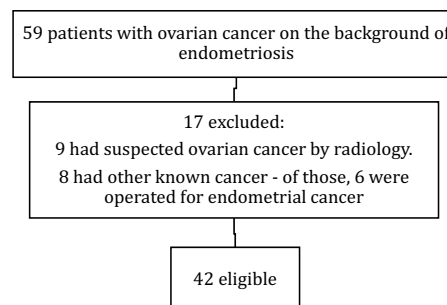 59 patients with ovarian cancer on the background of
endometriosis
17 excluded:
9 had suspected ovarian cancer by radiology.
8 had other known cancer - of those, 6 were
operated for endometrial cancer
42 eligible